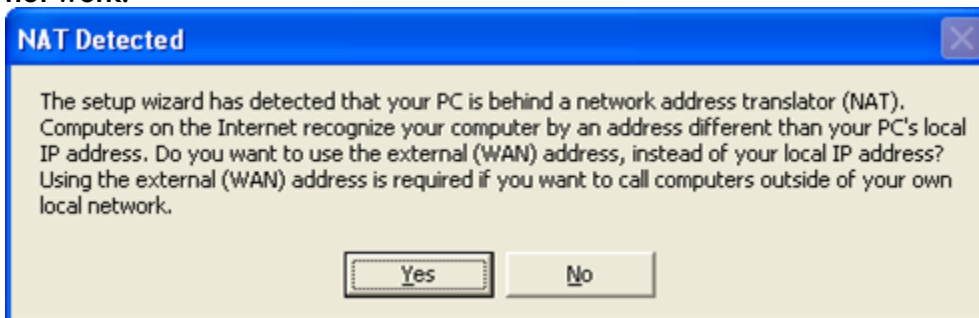 not work.
NAT Detected
The setup wizard has detected that your PC is behind a network address translator (NAT).
Computers on the Internet recognize your computer by an address different than your PC's local
IP address. Do you want to use the external (WAN) address, instead of your local IP address?
Using the external (WAN) address is required if you want to call computers outside of your own
local network.
Yes No